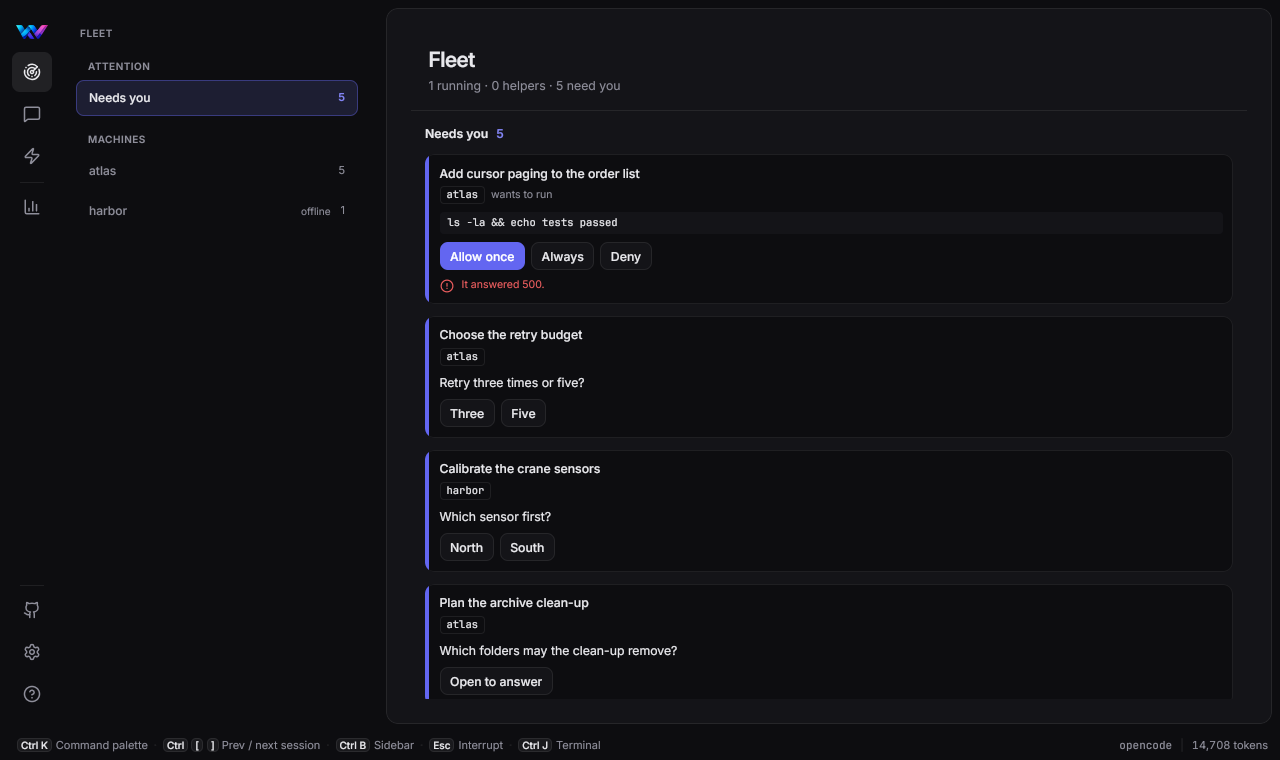 FLEET
ATTENTION
Needs you 5
MACHINES
atlas 5
harbor offline 1
Fleet
1 running · 0 helpers · 5 need you
Needs you 5
Add cursor paging to the order list
atlas wants to run
ls -la && echo tests passed
Allow once Always Deny
It answered 500.
Choose the retry budget
atlas
Retry three times or five?
Three Five
Calibrate the crane sensors
harbor
Which sensor first?
North South
Plan the archive clean-up
atlas
Which folders may the clean-up remove?
Open to answer
Ctrl K Command palette · Ctrl [ ] Prev / next session · Ctrl B Sidebar · Esc Interrupt · Ctrl J Terminal opencode 14,708 tokens